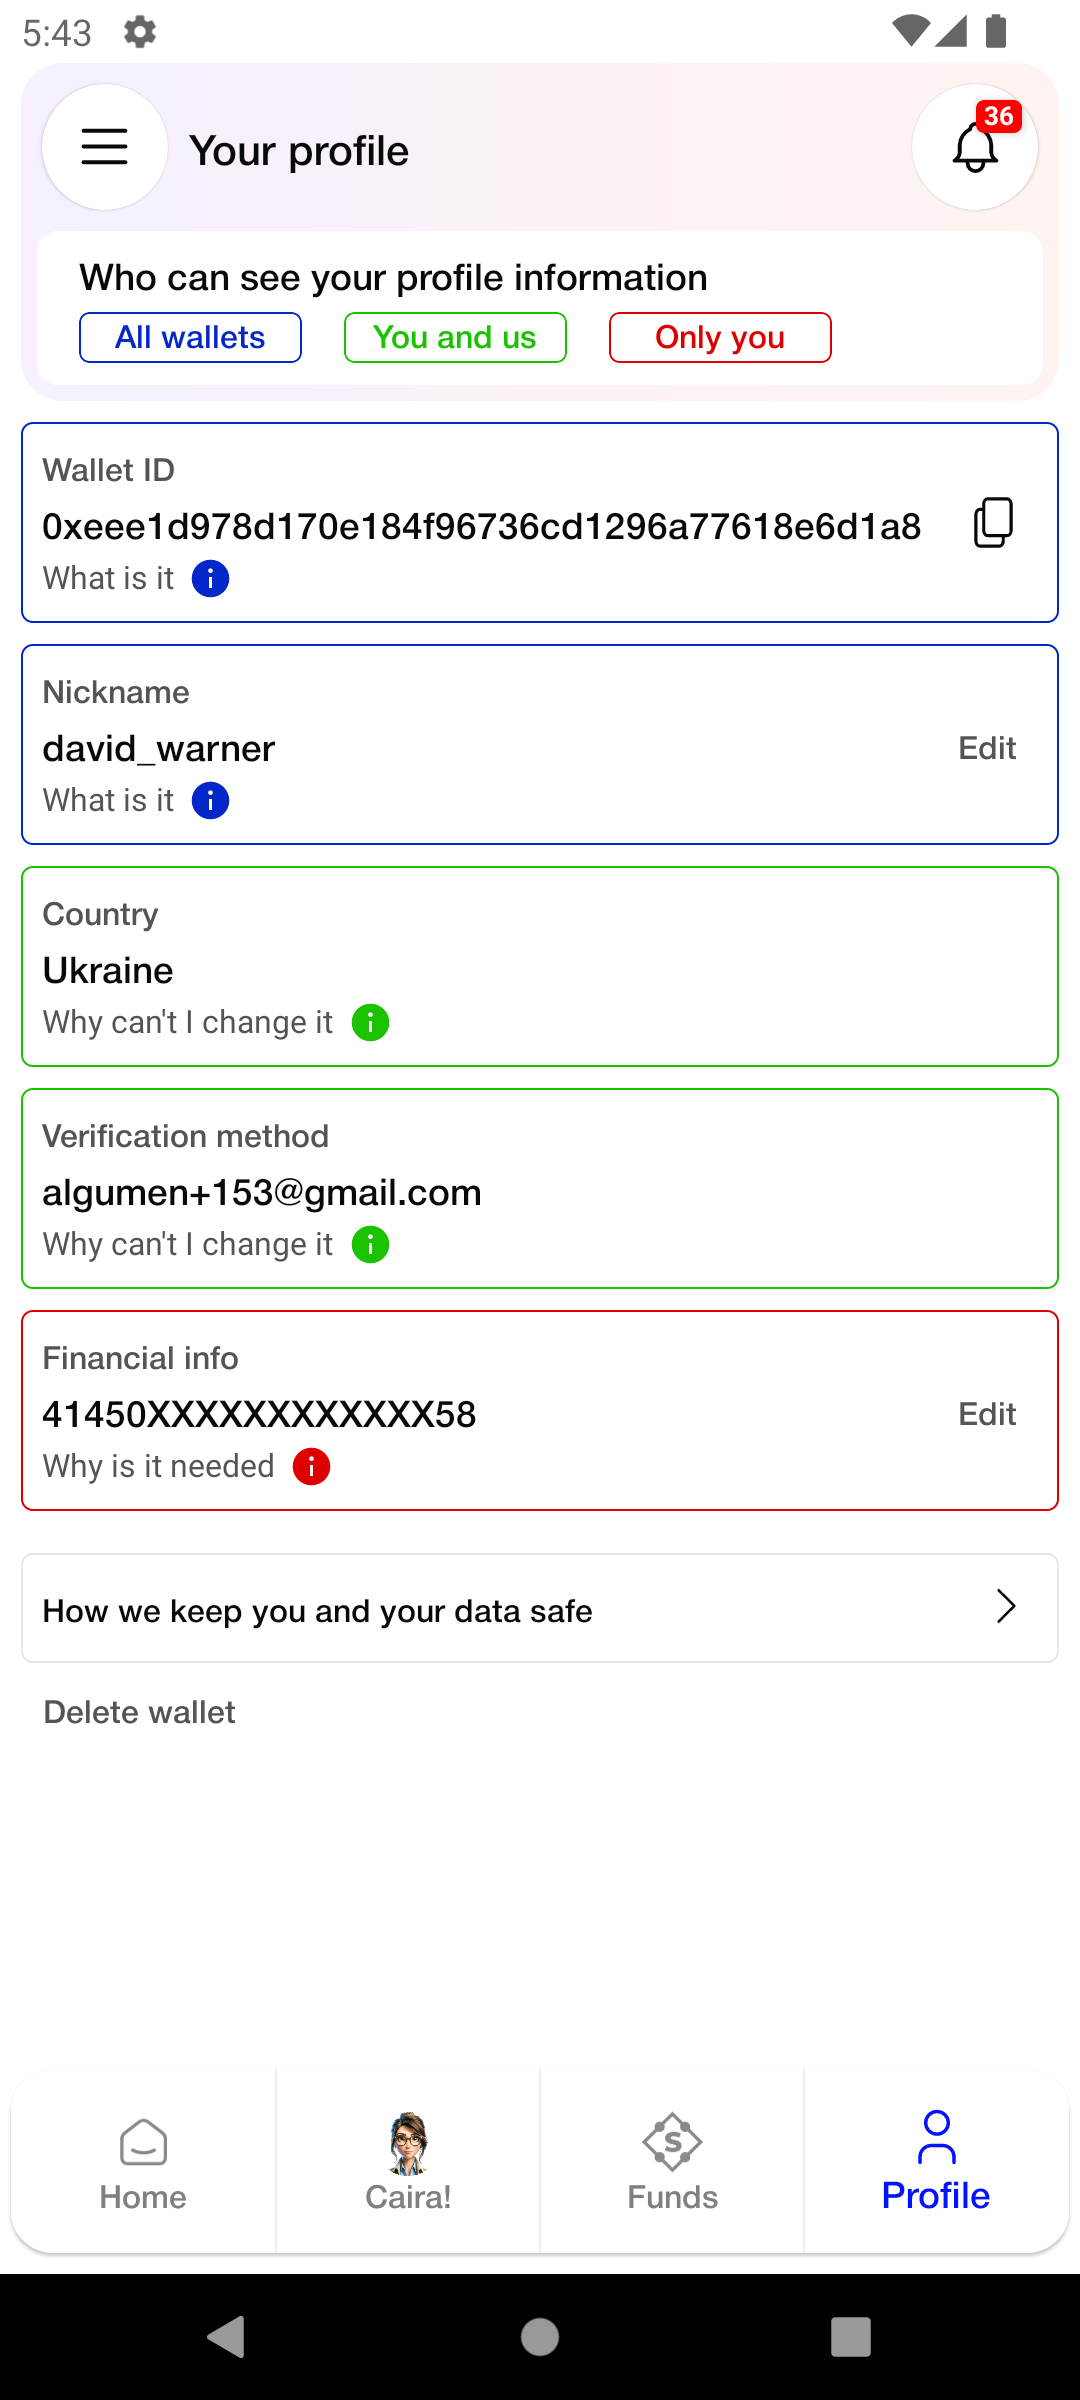 5:43
Your profile
36
Who can see your profile information
All wallets
You and us
Only you
Wallet ID
0xeee1d978d170e184f96736cd1296a77618e6d1a8
What is it
Nickname
david_warner
Edit
What is it
Country
Ukraine
Why can't I change it
Verification method
algumen+153@gmail.com
Why can't I change it
Financial info
41450XXXXXXXXXXXX58
Edit
Why is it needed
How we keep you and your data safe
Delete wallet
Home
Caira!
Funds
Profile